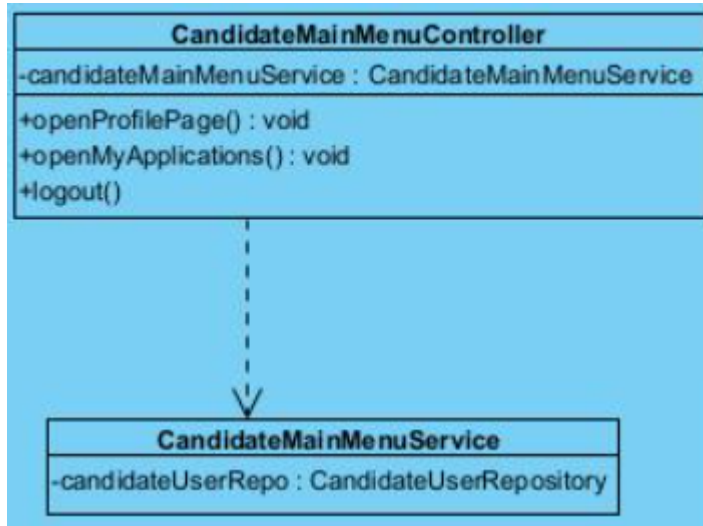 CandidateMainMenuController
-candidateMainMenuService : CandidateMainMenuService
+openProfilePage() : void
+openMyApplications() : void
+logout()
CandidateMainMenuService
-candidateUserRepo : CandidateUserRepository